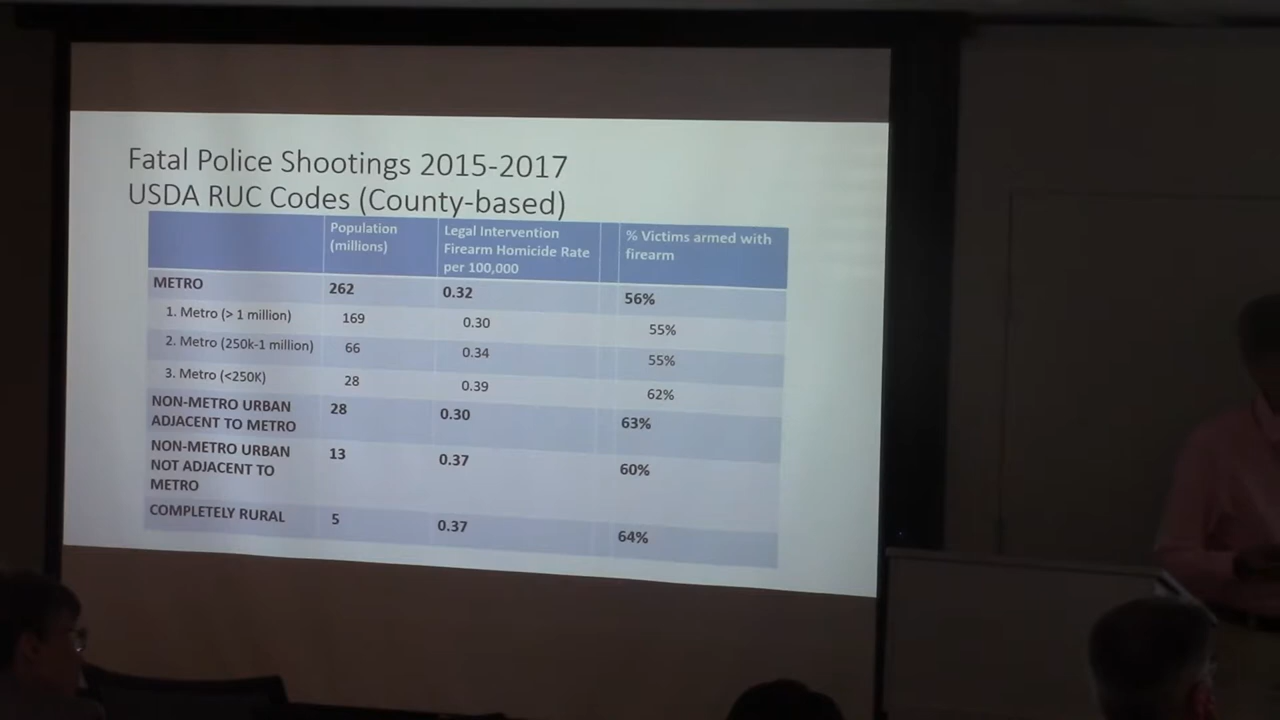 Fatal Police Shootings 2015-2017
USDA RUC Codes (County-based)
Population (millions)
Legal Intervention Firearm Homicide Rate per 100,000
% Victims armed with firearm
METRO 262 0.32 56%
1. Metro (> 1 million) 169 0.30 55%
2. Metro (250k-1 million) 66 0.34 55%
3. Metro (<250K) 28 0.39 62%
NON-METRO URBAN ADJACENT TO METRO 28 0.30 63%
NON-METRO URBAN NOT ADJACENT TO METRO 13 0.37 60%
COMPLETELY RURAL 5 0.37 64%